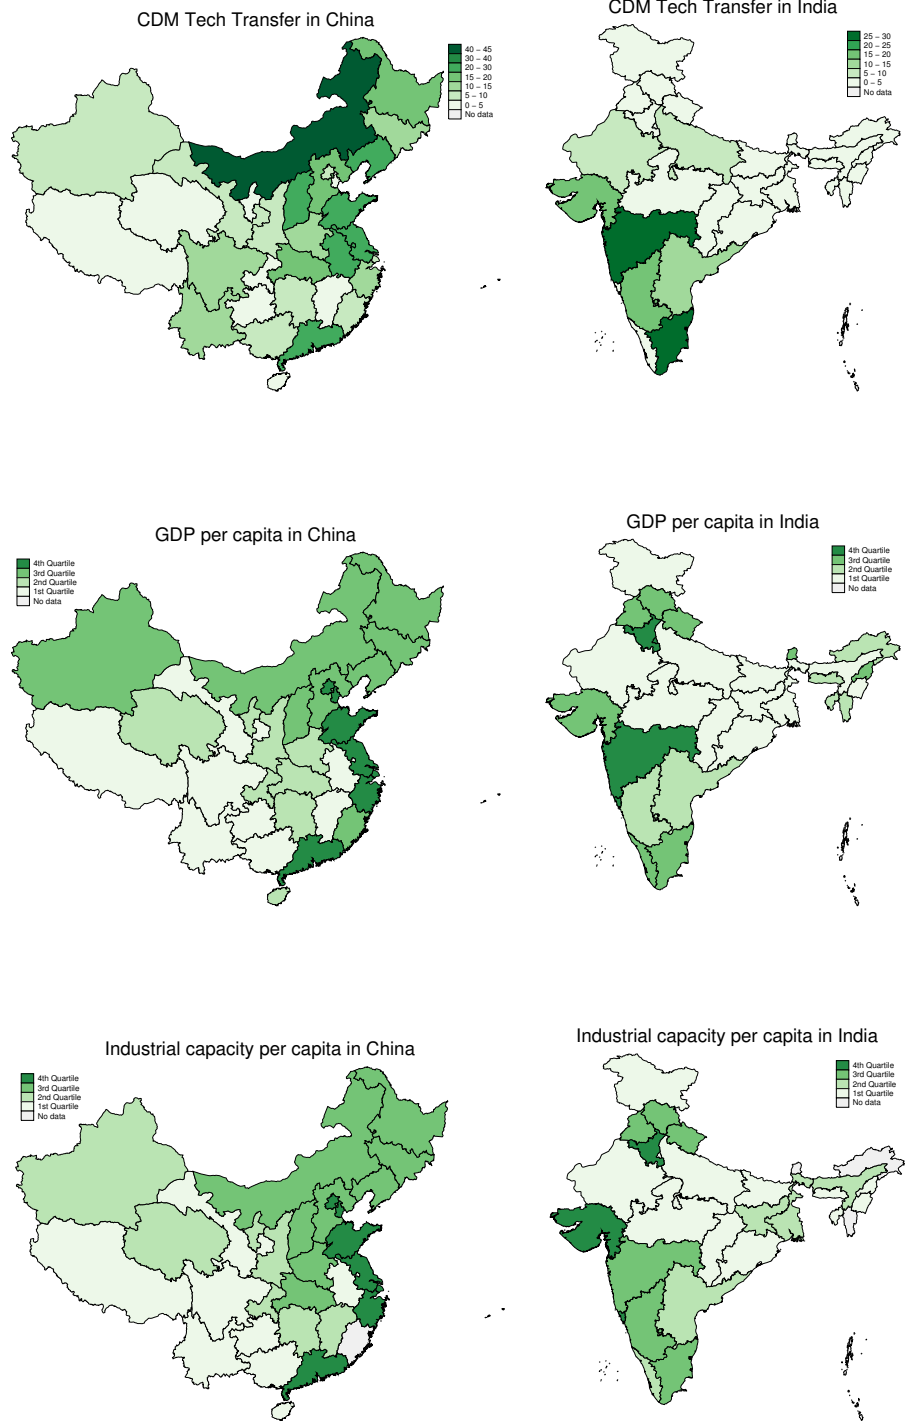 CDM Tech Transfer in China
40 – 45
30 – 40
20 – 30
15 – 20
10 – 15
5 – 10
0 – 5
No data
CDM Tech Transfer in India
25 – 30
20 – 25
15 – 20
10 – 15
5 – 10
0 – 5
No data
GDP per capita in China
4th Quartile
3rd Quartile
2nd Quartile
1st Quartile
No data
GDP per capita in India
4th Quartile
3rd Quartile
2nd Quartile
1st Quartile
No data
Industrial capacity per capita in China
4th Quartile
3rd Quartile
2nd Quartile
1st Quartile
No data
Industrial capacity per capita in India
4th Quartile
3rd Quartile
2nd Quartile
1st Quartile
No data